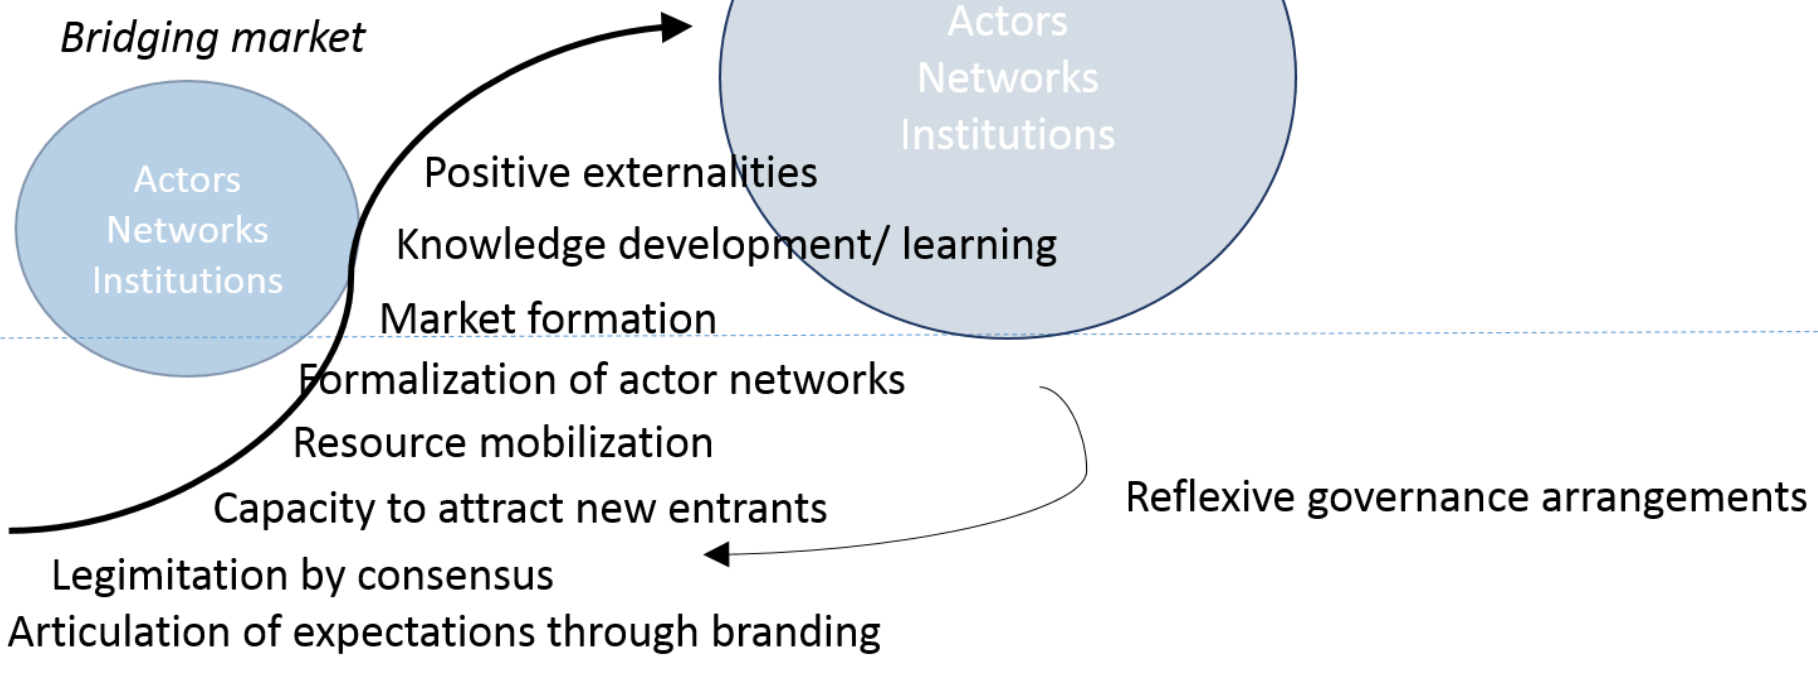 Bridging market
Actors
Networks
Institutions
Actors
Networks
Institutions
Positive externalities
Knowledge development/ learning
Market formation
Formalization of actor networks
Resource mobilization
Capacity to attract new entrants
Reflexive governance arrangements
Legimitation by consensus
Articulation of expectations through branding